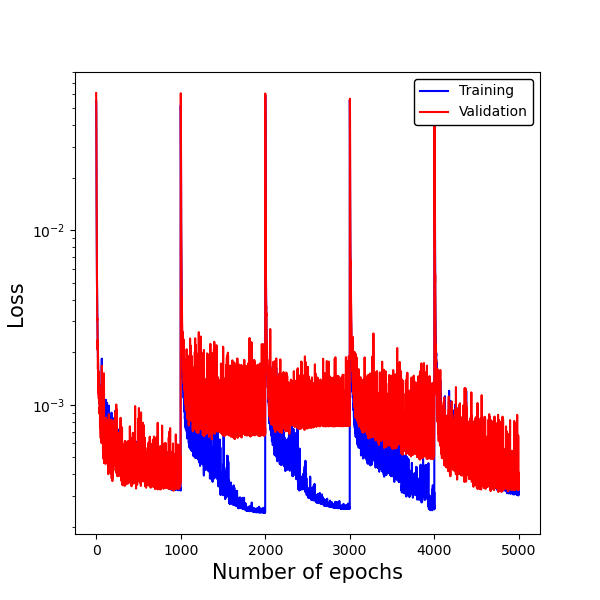 Training
Validation
10⁻²
10⁻³
Loss
0 1000 2000 3000 4000 5000
Number of epochs